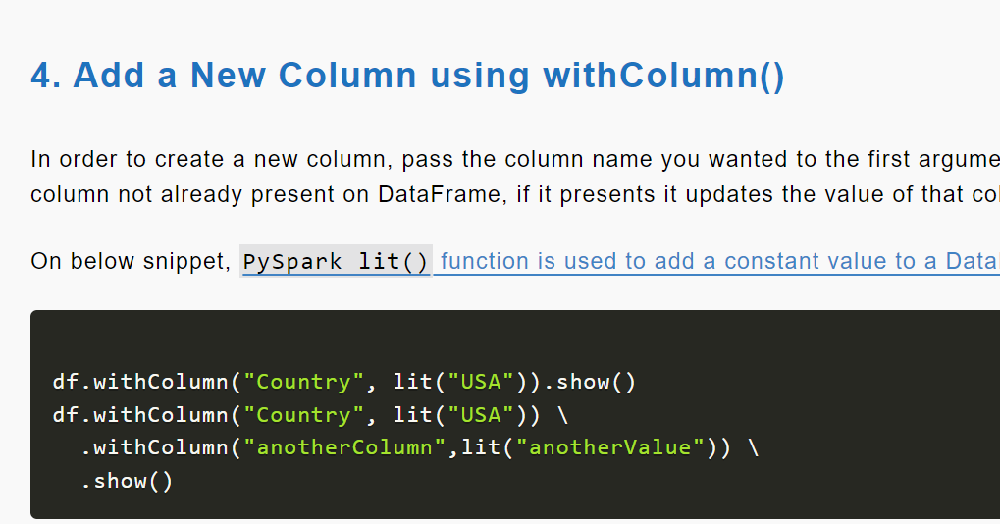 4. Add a New Column using withColumn()
In order to create a new column, pass the column name you wanted to the first argume
column not already present on DataFrame, if it presents it updates the value of that co
On below snippet, PySpark lit() function is used to add a constant value to a Data
df.withColumn("Country", lit("USA")).show()
df.withColumn("Country", lit("USA")) \
.withColumn("anotherColumn",lit("anotherValue")) \
.show()